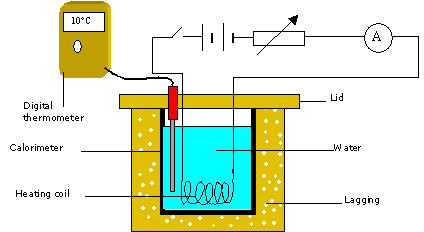 10°C
A
Digital
thermometer
Lid
Calorimeter
Water
Heating coil
Lagging